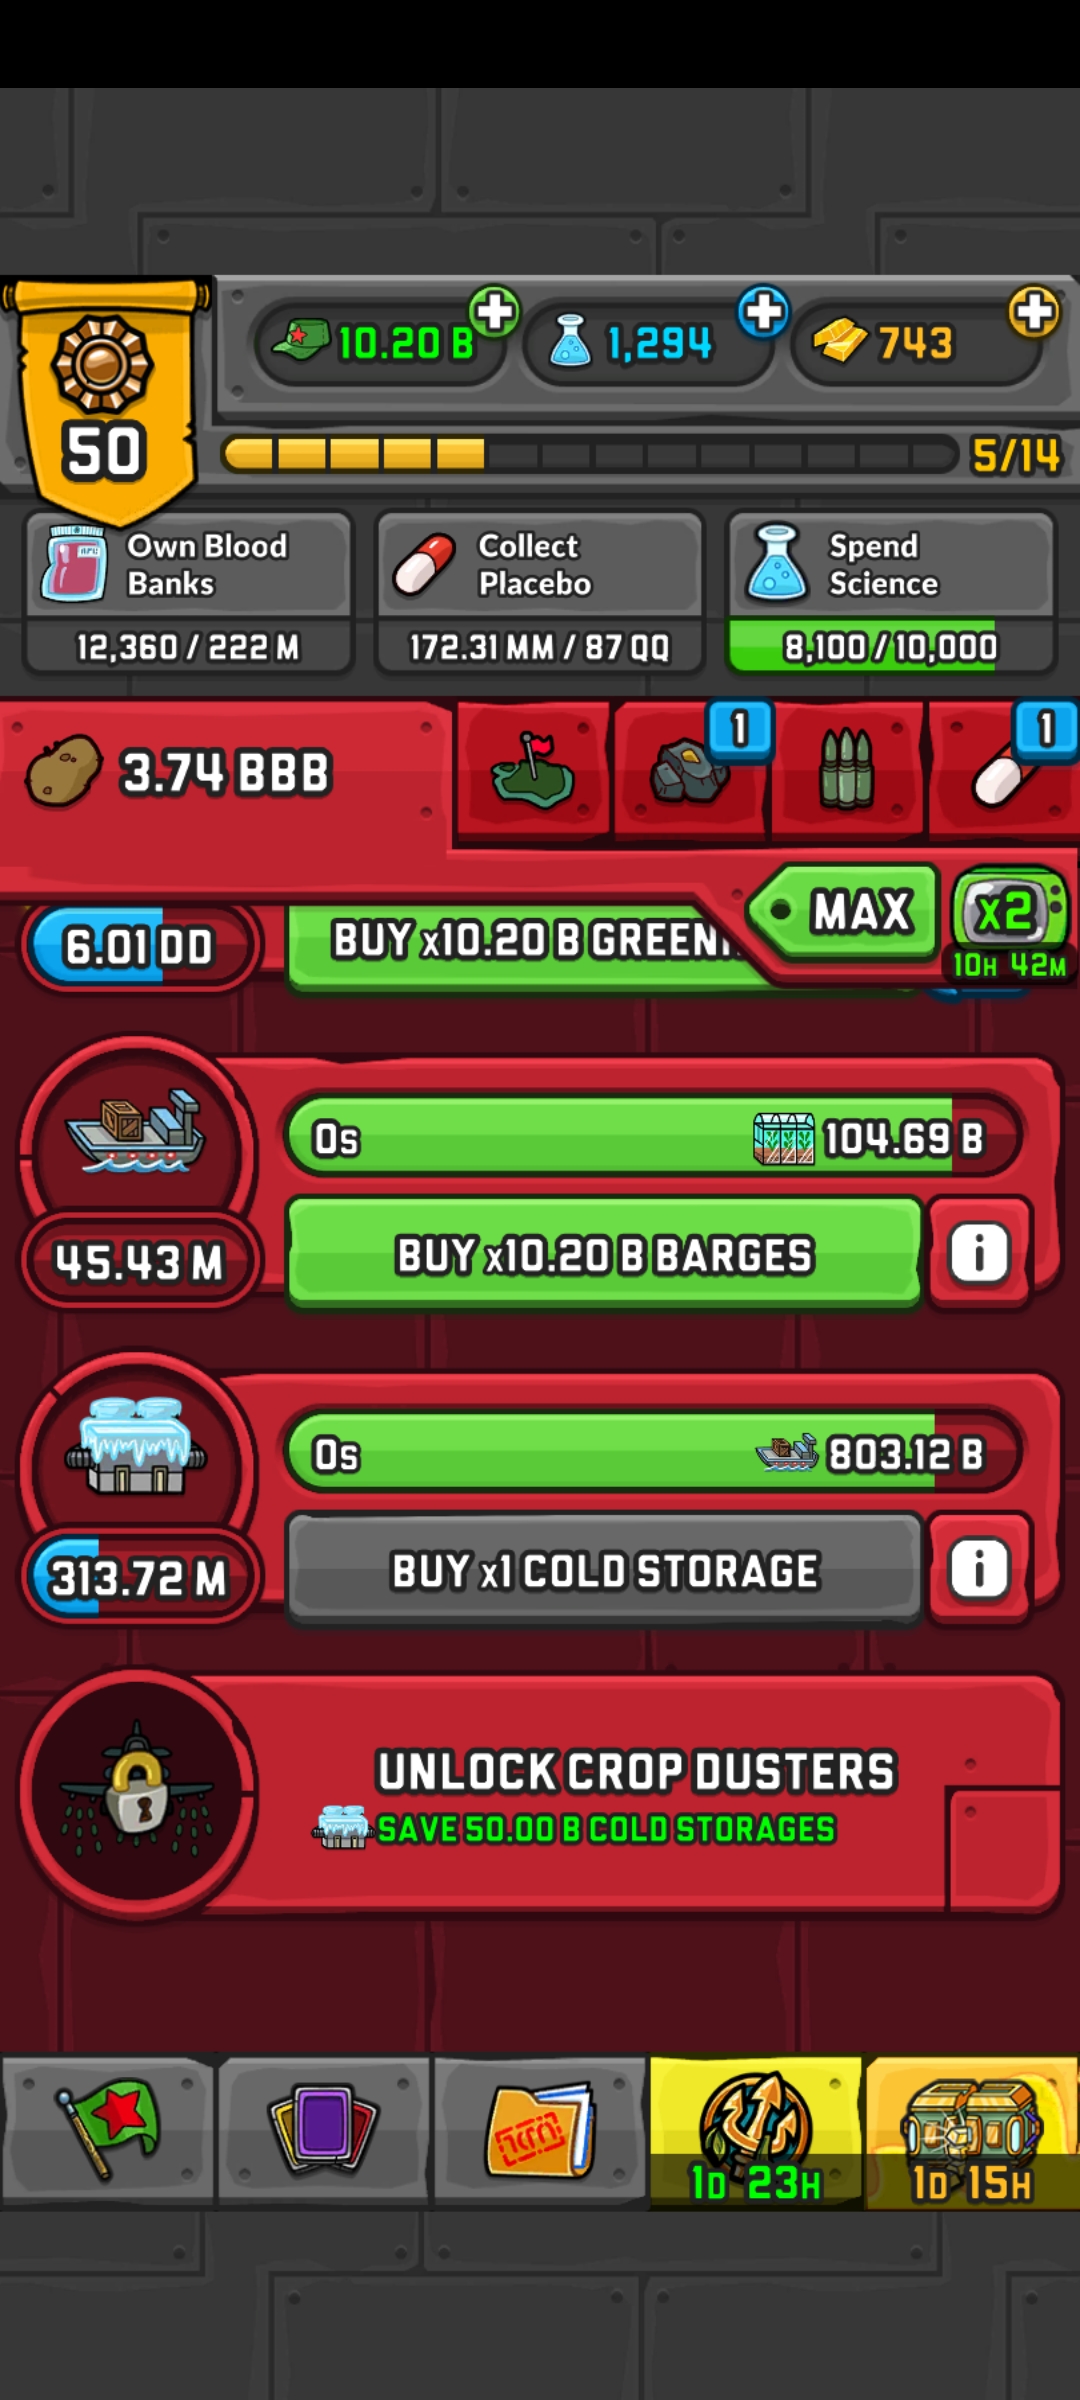 10.20 B
1,294
743
50
5/14
Own Blood Banks
12,360 / 222 M
Collect Placebo
172.31 MM / 87 QQ
Spend Science
8,100 / 10,000
3.74 BBB
1
1
MAX
x2
10H 42M
6.01 DD
BUY x10.20 B
0s
104.69 B
45.43 M
BUY x10.20 B BARGES
i
0s
803.12 B
313.72 M
BUY x1 COLD STORAGE
i
UNLOCK CROP DUSTERS
SAVE 50.00 B COLD STORAGES
1D 23H
1D 15H